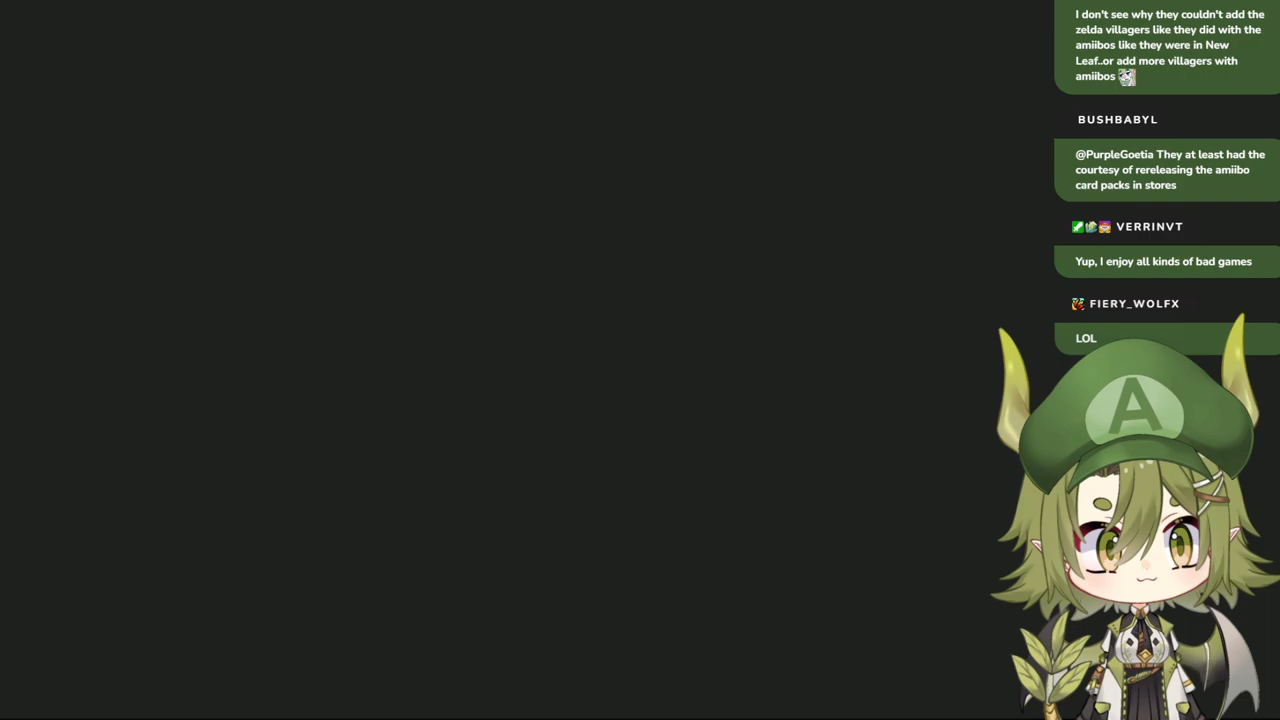 I don't see why they couldn't add the
zelda villagers like they did with the
amiibos like they were in New
Leaf..or add more villagers with
amiibos
BUSHBABYL
@PurpleGoetia They at least had the
courtesy of rereleasing the amiibo
card packs in stores
VERRINVT
Yup, I enjoy all kinds of bad games
FIERY_WOLFX
LOL
A